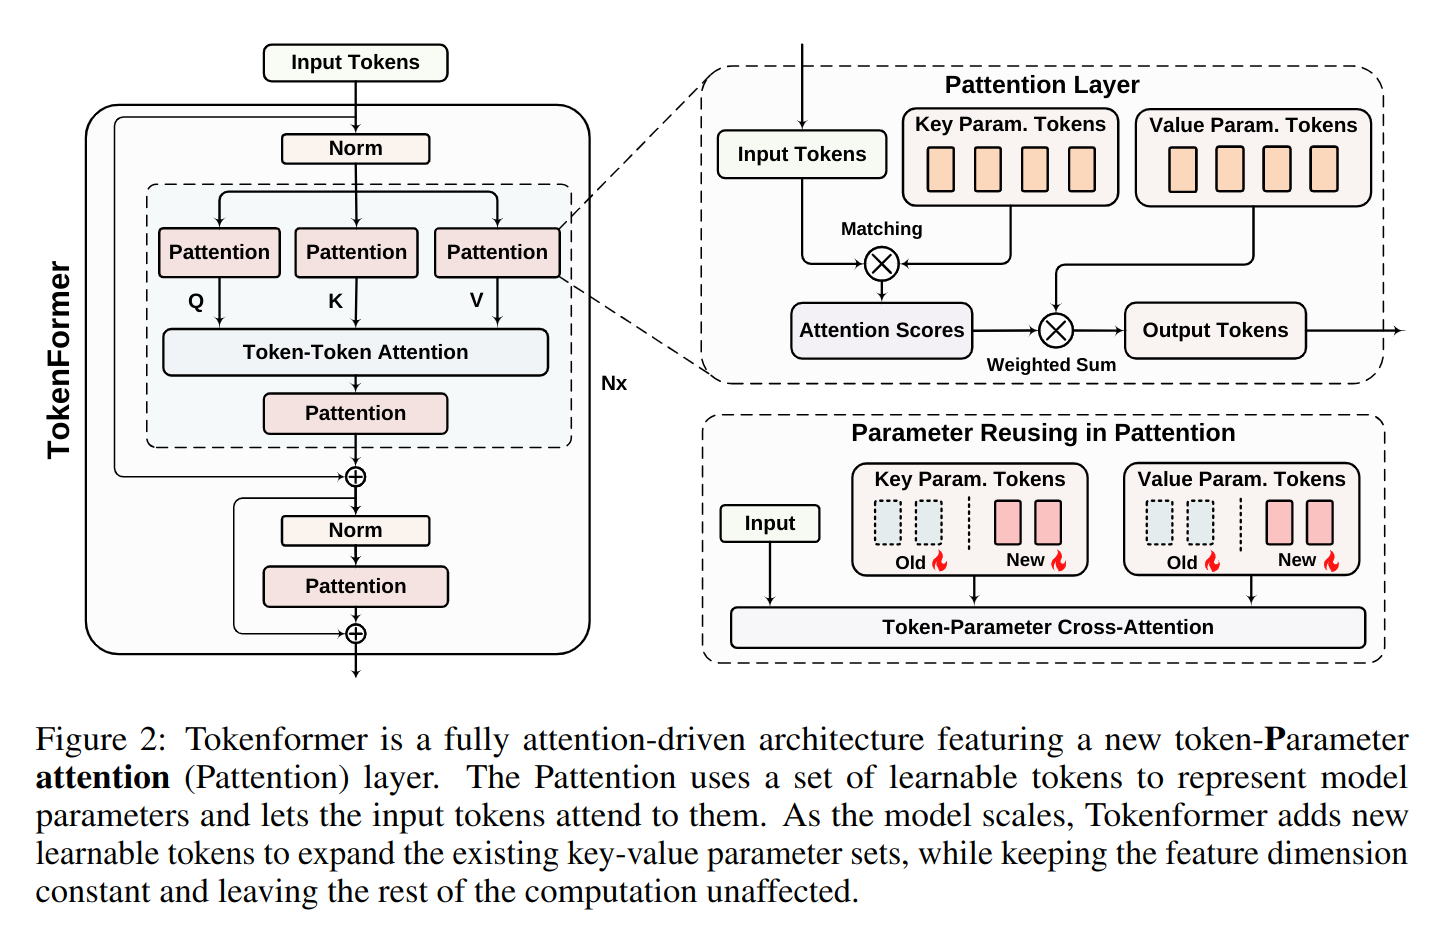 Input Tokens
Norm
Pattention Pattention Pattention
Q K V
Token-Token Attention
Pattention
Nx
Norm
Pattention
TokenFormer
Pattention Layer
Input Tokens
Key Param. Tokens
Value Param. Tokens
Matching
Attention Scores
Weighted Sum
Output Tokens
Parameter Reusing in Pattention
Input
Key Param. Tokens
Old New
Value Param. Tokens
Old New
Token-Parameter Cross-Attention
Figure 2: Tokenformer is a fully attention-driven architecture featuring a new token-Parameter
attention (Pattention) layer. The Pattention uses a set of learnable tokens to represent model
parameters and lets the input tokens attend to them. As the model scales, Tokenformer adds new
learnable tokens to expand the existing key-value parameter sets, while keeping the feature dimension
constant and leaving the rest of the computation unaffected.